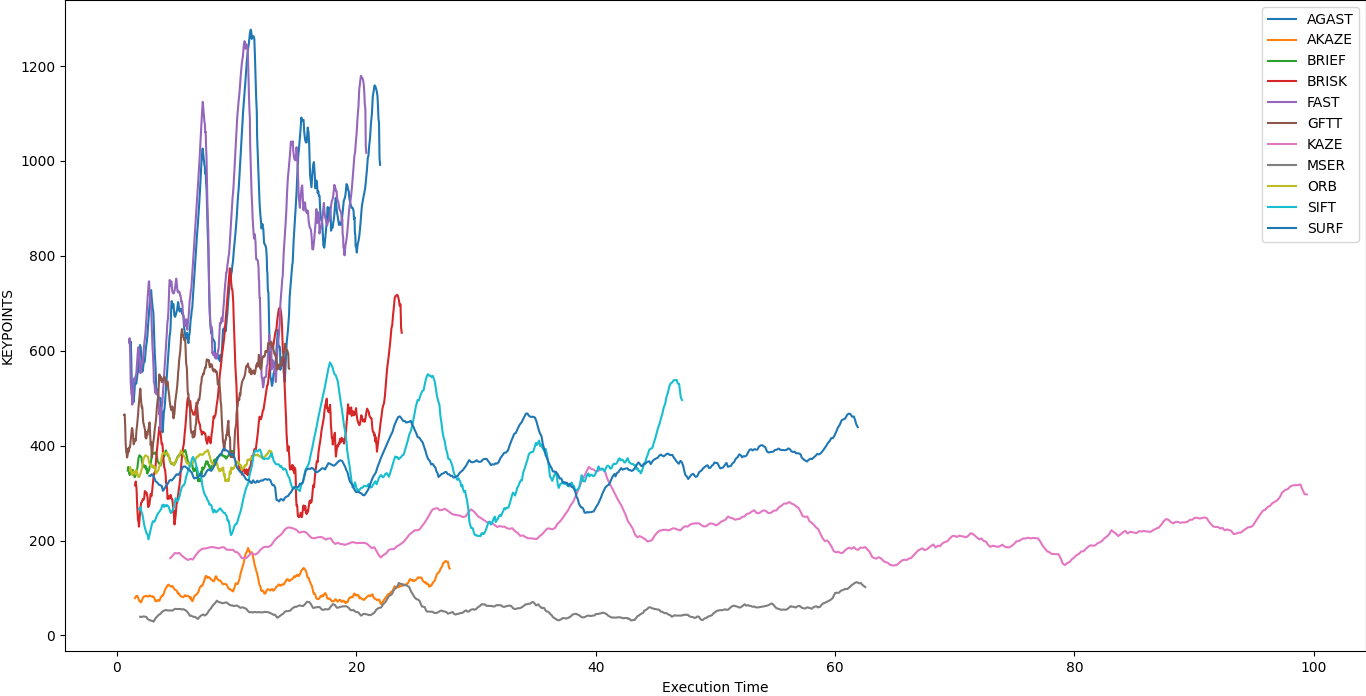 1200
1000
800
600
400
200
0
KEYPOINTS
0
20
40
60
80
100
Execution Time
AGAST
AKAZE
BRIEF
BRISK
FAST
GFTT
KAZE
MSER
ORB
SIFT
SURF